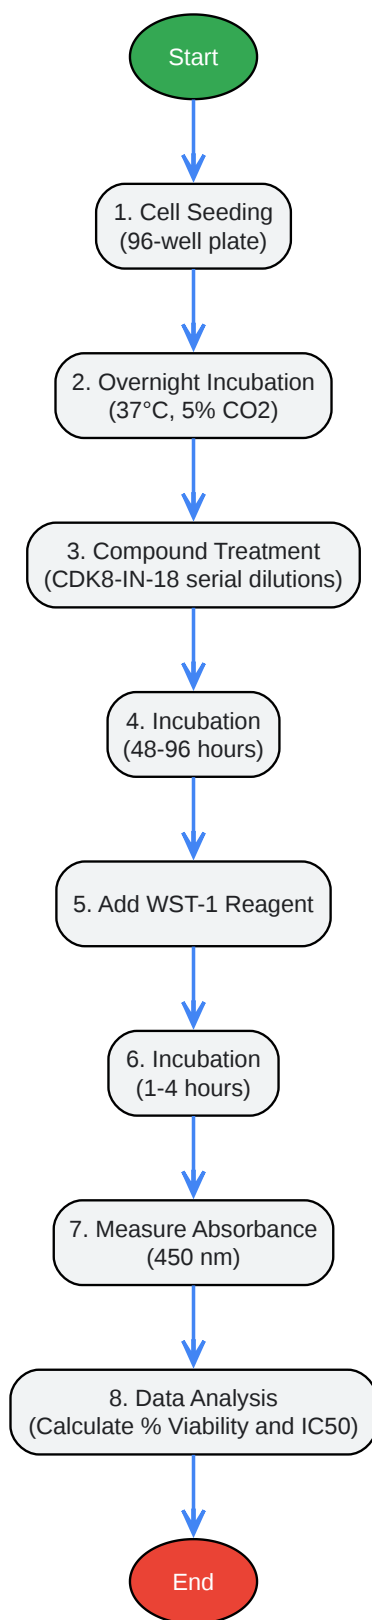 Start
1. Cell Seeding
(96-well plate)
2. Overnight Incubation
(37°C, 5% CO2)
3. Compound Treatment
(CDK8-IN-18 serial dilutions)
4. Incubation
(48-96 hours)
5. Add WST-1 Reagent
6. Incubation
(1-4 hours)
7. Measure Absorbance
(450 nm)
8. Data Analysis
(Calculate % Viability and IC50)
End